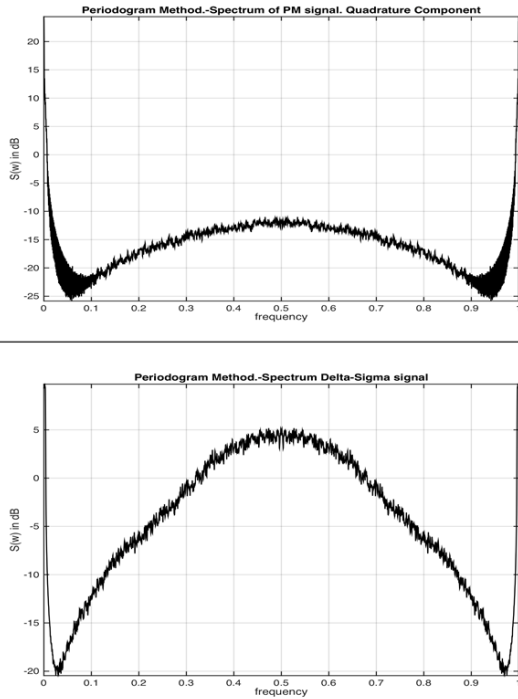 Periodogram Method.-Spectrum of PM signal. Quadrature Component
S(w) in dB
20
15
10
5
0
-5
-10
-15
-20
-25
0 0.1 0.2 0.3 0.4 0.5 0.6 0.7 0.8 0.9 1
frequency
Periodogram Method.-Spectrum Delta-Sigma signal
S(w) in dB
5
0
-5
-10
-15
-20
0 0.1 0.2 0.3 0.4 0.5 0.6 0.7 0.8 0.9 1
frequency